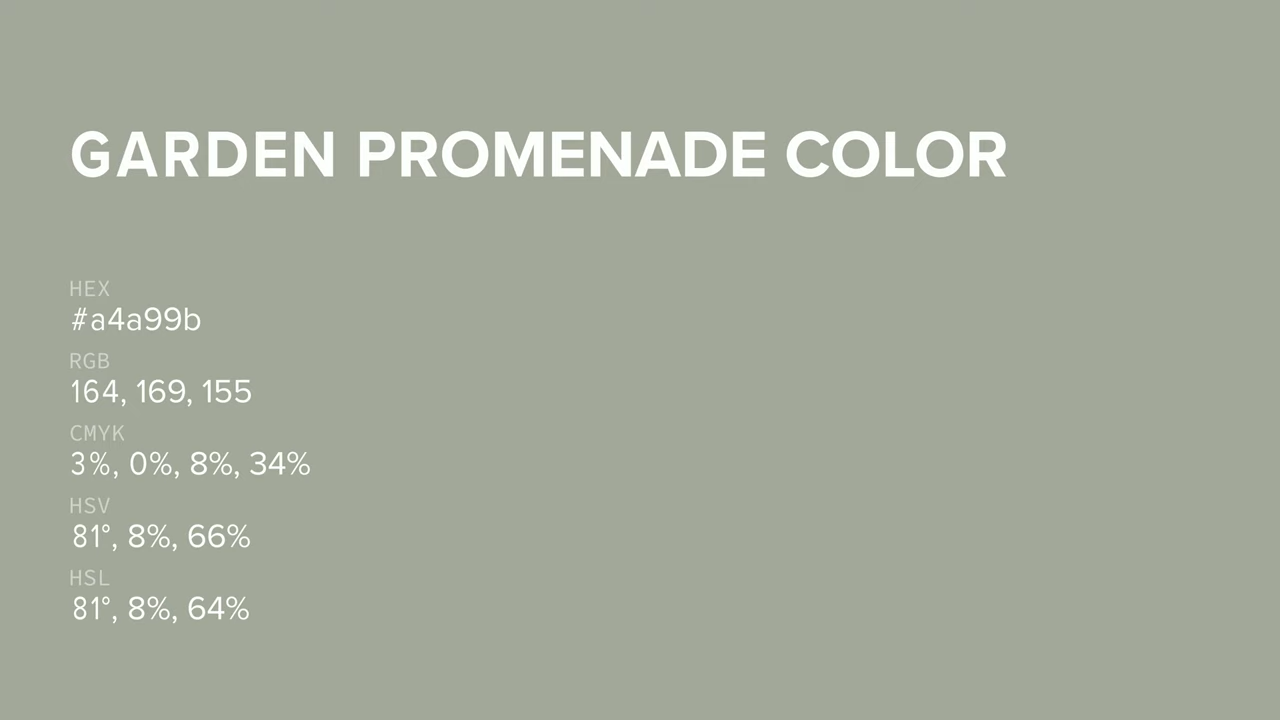 GARDEN PROMENADE COLOR
HEX
#a4a99b
RGB
164, 169, 155
CMYK
3%, 0%, 8%, 34%
HSV
81°, 8%, 66%
HSL
81°, 8%, 64%